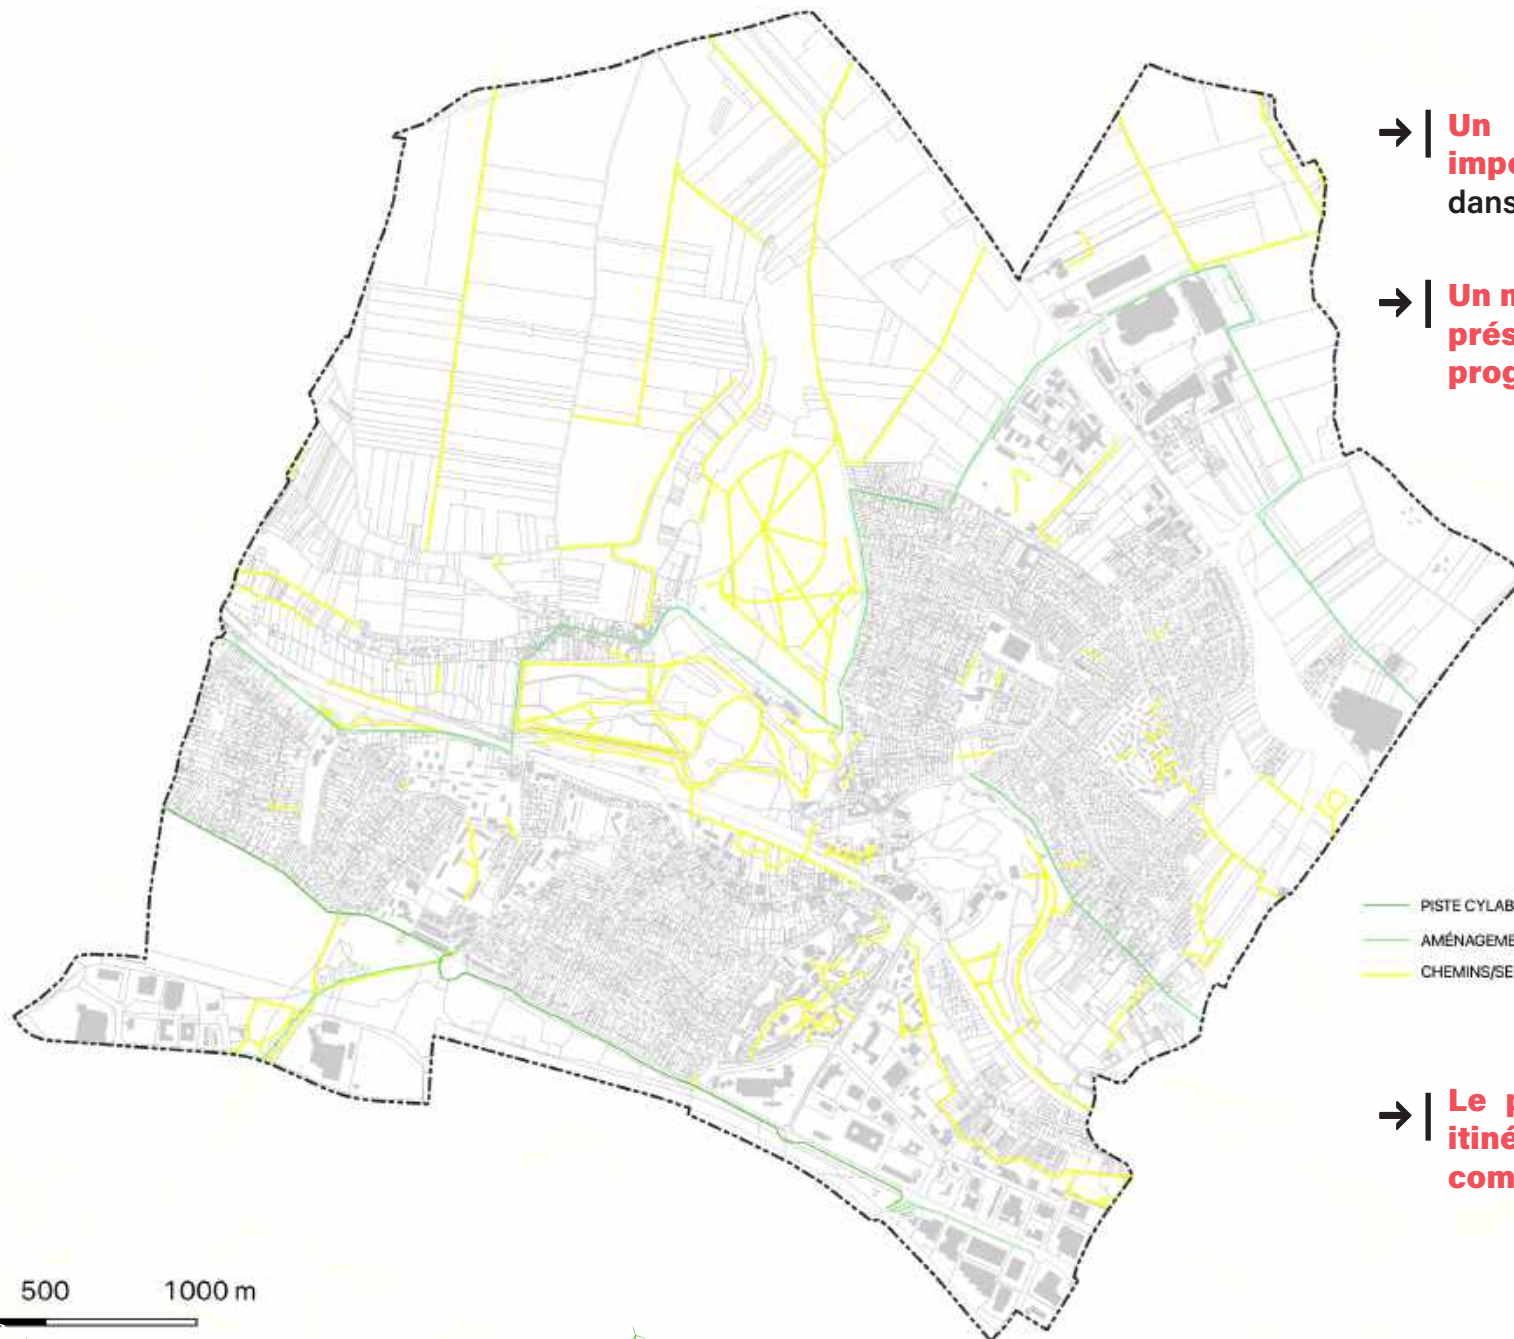 Un
impo
dans
Un n
prés
prog
PISTE CYLAB
AMÉNAGEME
CHEMINS/SE
Le p
itiné
com
500 1000 m